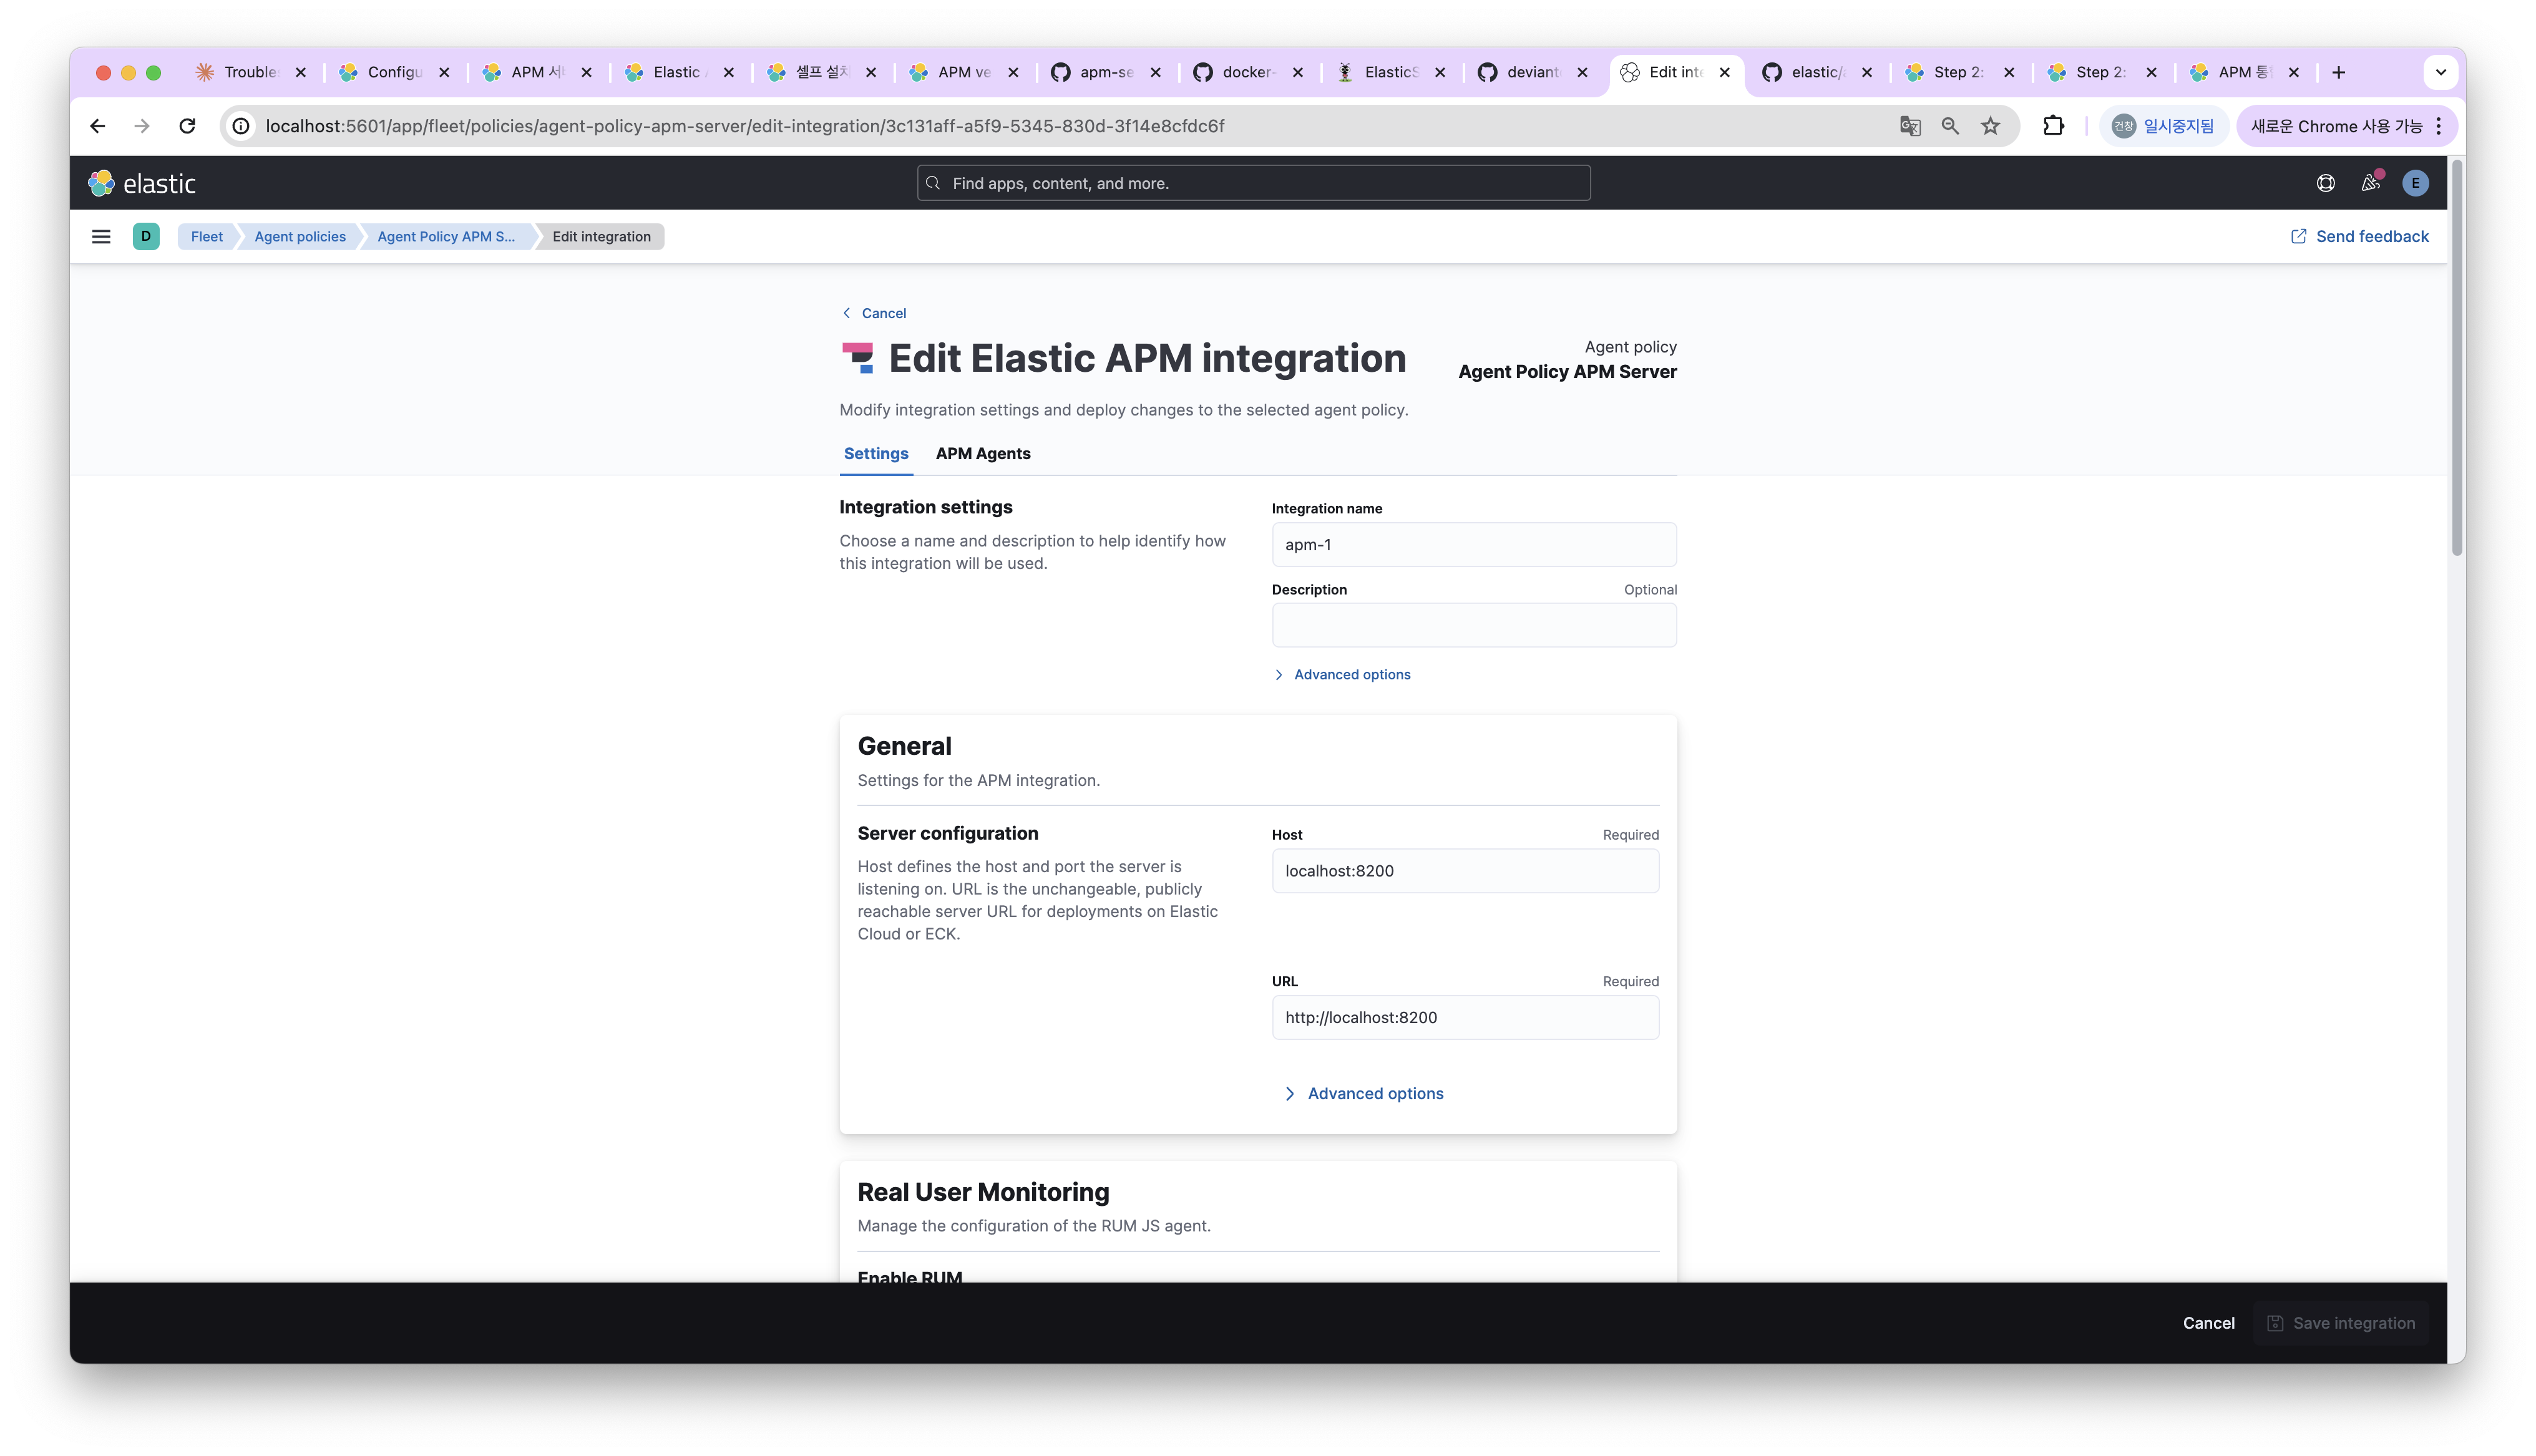 Trouble
Configu
APM 서
Elastic
셀프 설치
APM ve
apm-se
docker-
ElasticS
deviant
Edit inte
elastic/
Step 2:
Step 2:
APM 통
localhost:5601/app/fleet/policies/agent-policy-apm-server/edit-integration/3c131aff-a5f9-5345-830d-3f14e8cfdc6f
건창
일시중지됨
새로운 Chrome 사용 가능
elastic
Find apps, content, and more.
E
D
Fleet
Agent policies
Agent Policy APM S...
Edit integration
Send feedback
Cancel
Edit Elastic APM integration
Agent policy
Agent Policy APM Server
Modify integration settings and deploy changes to the selected agent policy.
Settings
APM Agents
Integration settings
Choose a name and description to help identify how
this integration will be used.
Integration name
apm-1
Description
Optional
Advanced options
General
Settings for the APM integration.
Server configuration
Host defines the host and port the server is
listening on. URL is the unchangeable, publicly
reachable server URL for deployments on Elastic
Cloud or ECK.
Host
Required
localhost:8200
URL
Required
http://localhost:8200
Advanced options
Real User Monitoring
Manage the configuration of the RUM JS agent.
Enable RUM
Cancel
Save integration